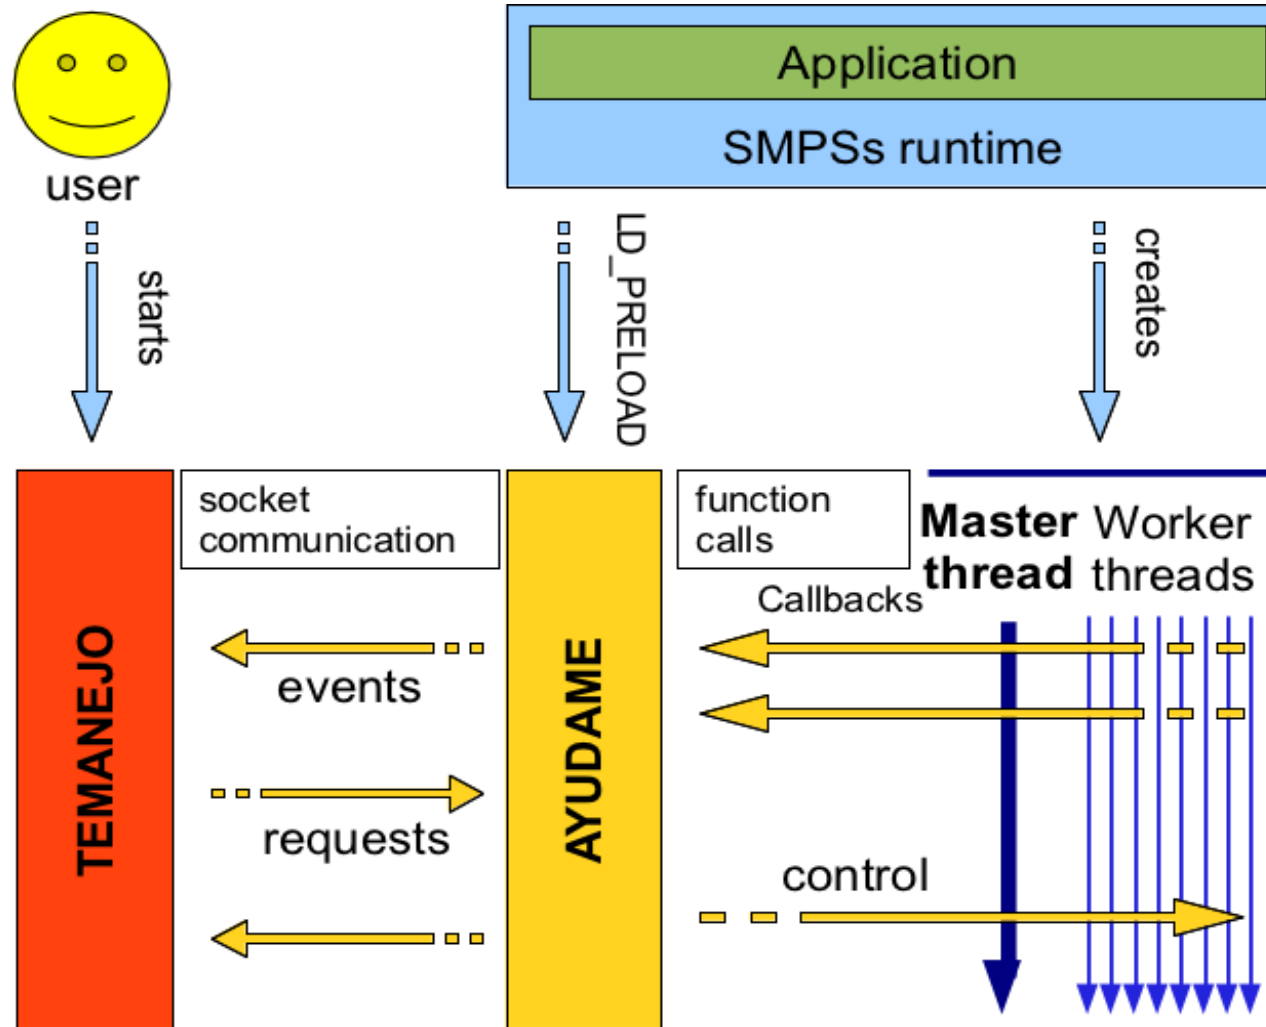 Application
SMPSs runtime
user
starts
LD_PRELOAD
creates
socket
communication
function
calls
Master
thread
Worker
threads
Callbacks
events
requests
control
TEMANEJO
AYUDAME